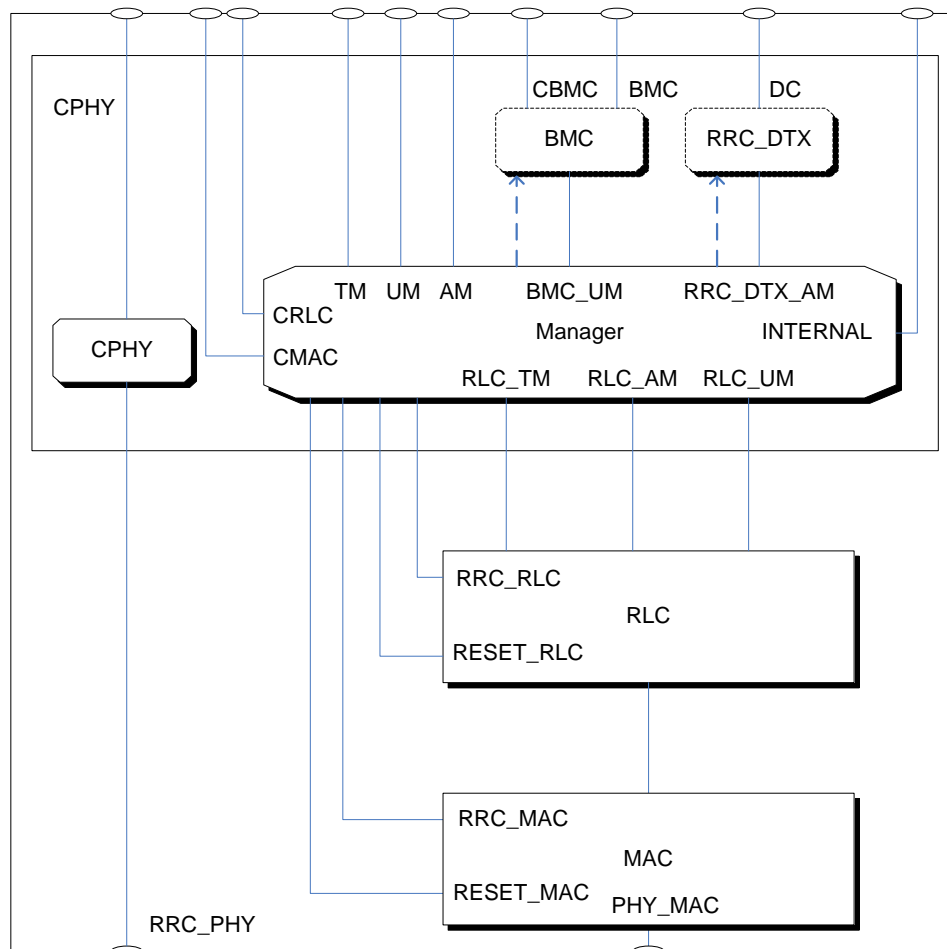 CBMC
BMC
DC
CPHY
BMC
RRC_DTX
TM
UM
AM
BMC_UM
RRC_DTX_AM
CRLC
Manager
INTERNAL
CPHY
CMAC
RLC_TM
RLC_AM
RLC_UM
RRC_RLC
RLC
RESET_RLC
RRC_MAC
MAC
RESET_MAC
PHY_MAC
RRC_PHY